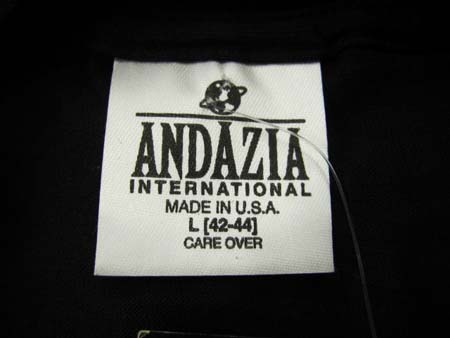 ANDAZIA
INTERNATIONAL
MADE IN U.S.A.
L [42-44]
CARE OVER